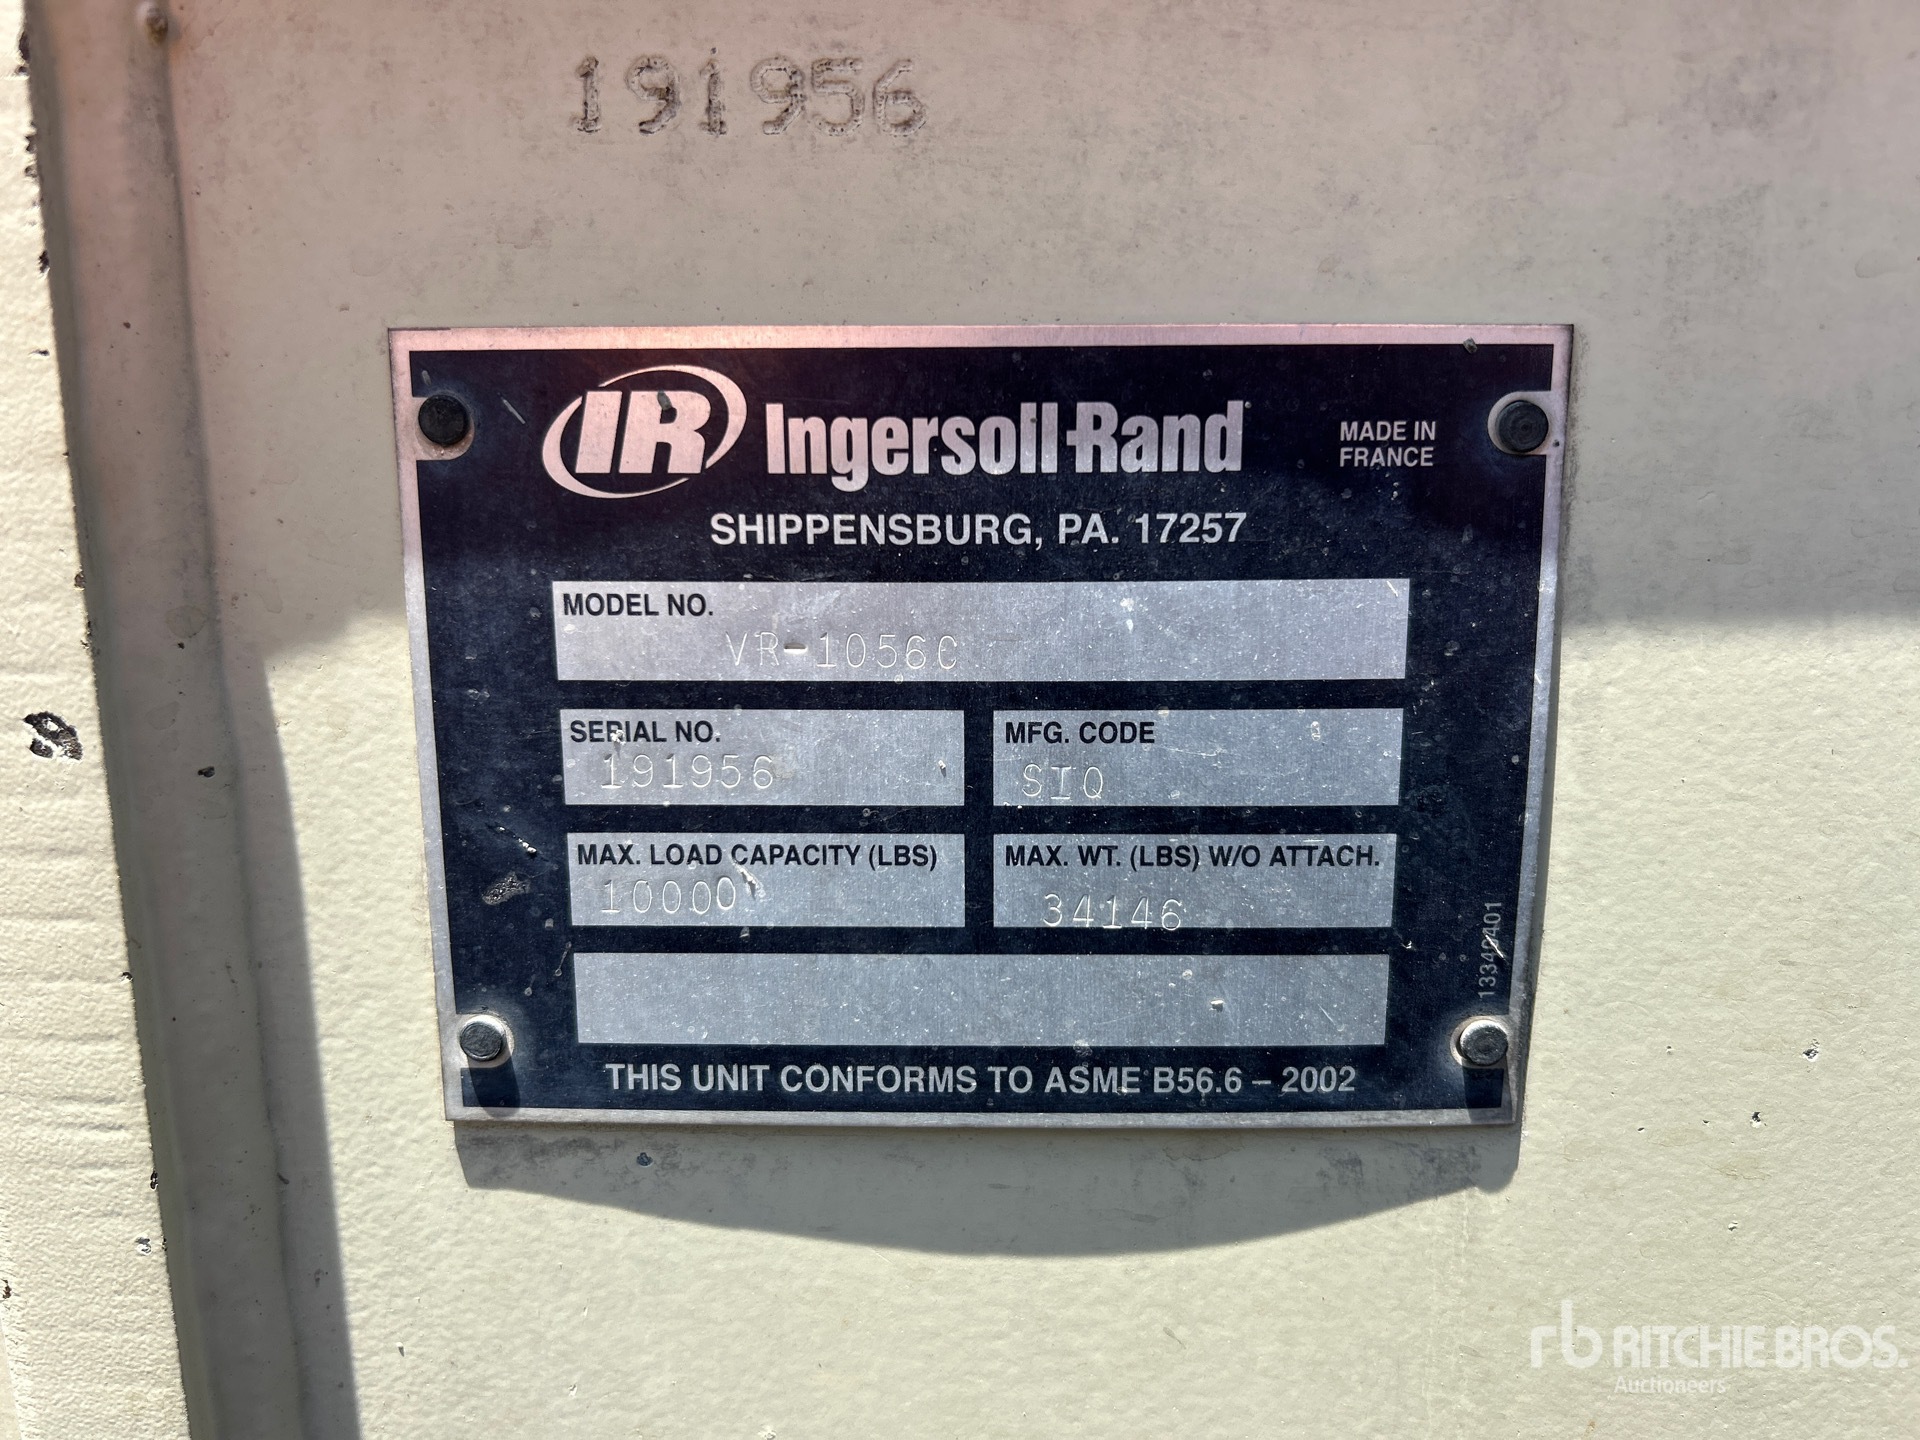 191956
IR Ingersoll-Rand
MADE IN
FRANCE
SHIPPENSBURG, PA. 17257
MODEL NO.
VR-1056C
SERIAL NO.
191956
MFG. CODE
SIQ
MAX. LOAD CAPACITY (LBS)
10000
MAX. WT. (LBS) W/O ATTACH.
34146
THIS UNIT CONFORMS TO ASME B56.6 – 2002
rb RITCHIE BROS.
Auctioneers